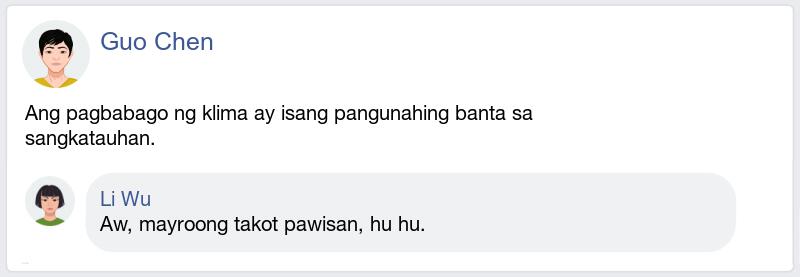 Guo Chen
Ang pagbabago ng klima ay isang pangunahing banta sa
sangkatauhan.
Li Wu
Aw, mayroong takot pawisan, hu hu.